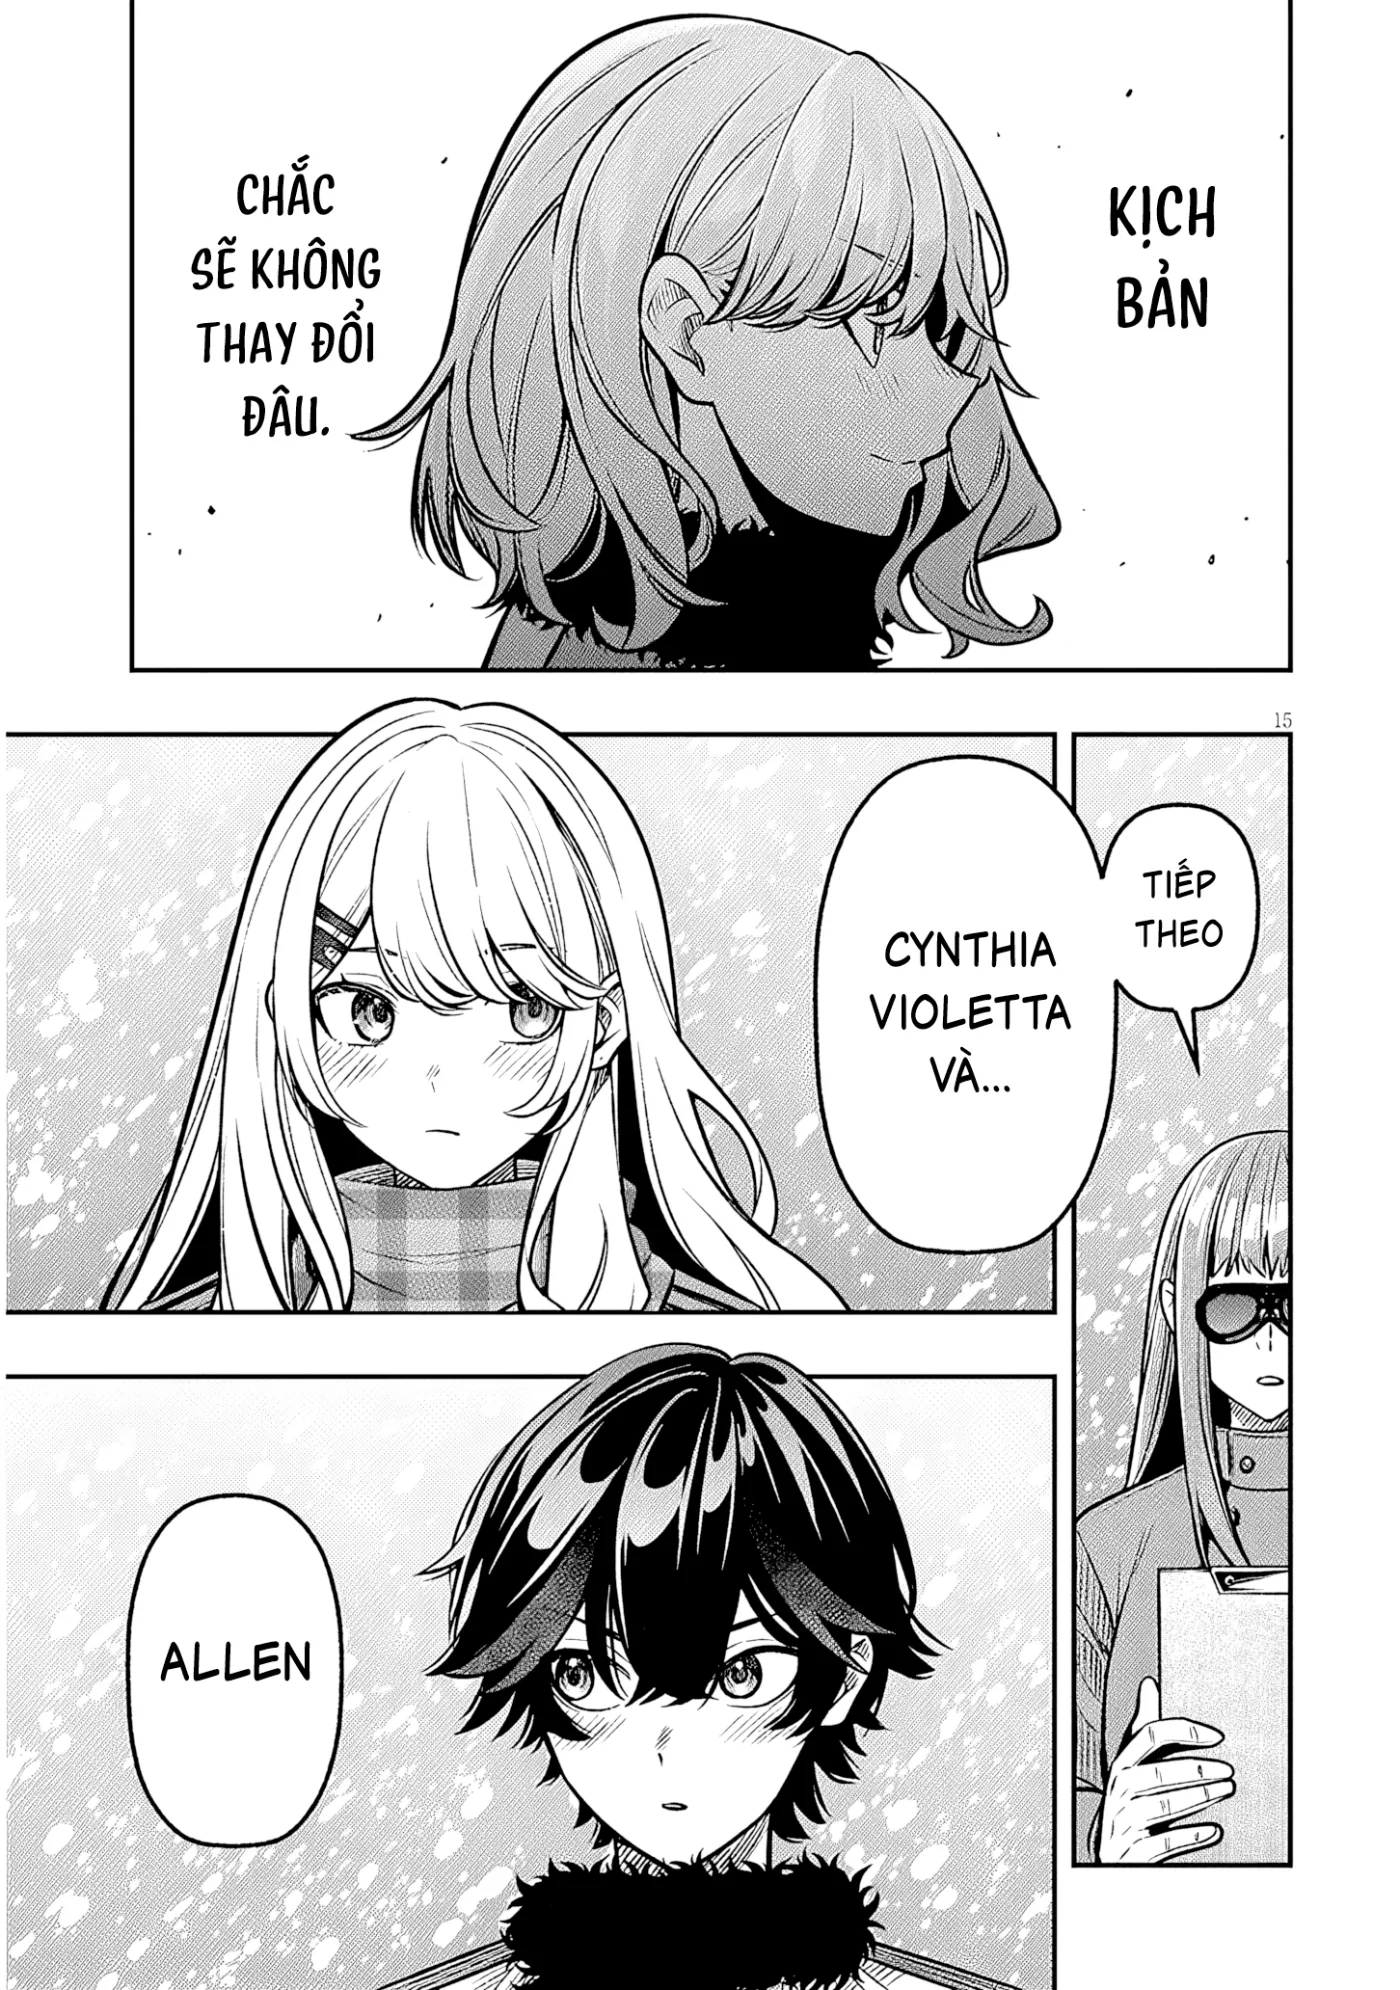 KỊCH
BẢN
CHẮC
SẼ KHÔNG
THAY ĐỔI
ĐÂU.
15
TIẾP
THEO
CYNTHIA
VIOLETTA
VÀ...
ALLEN